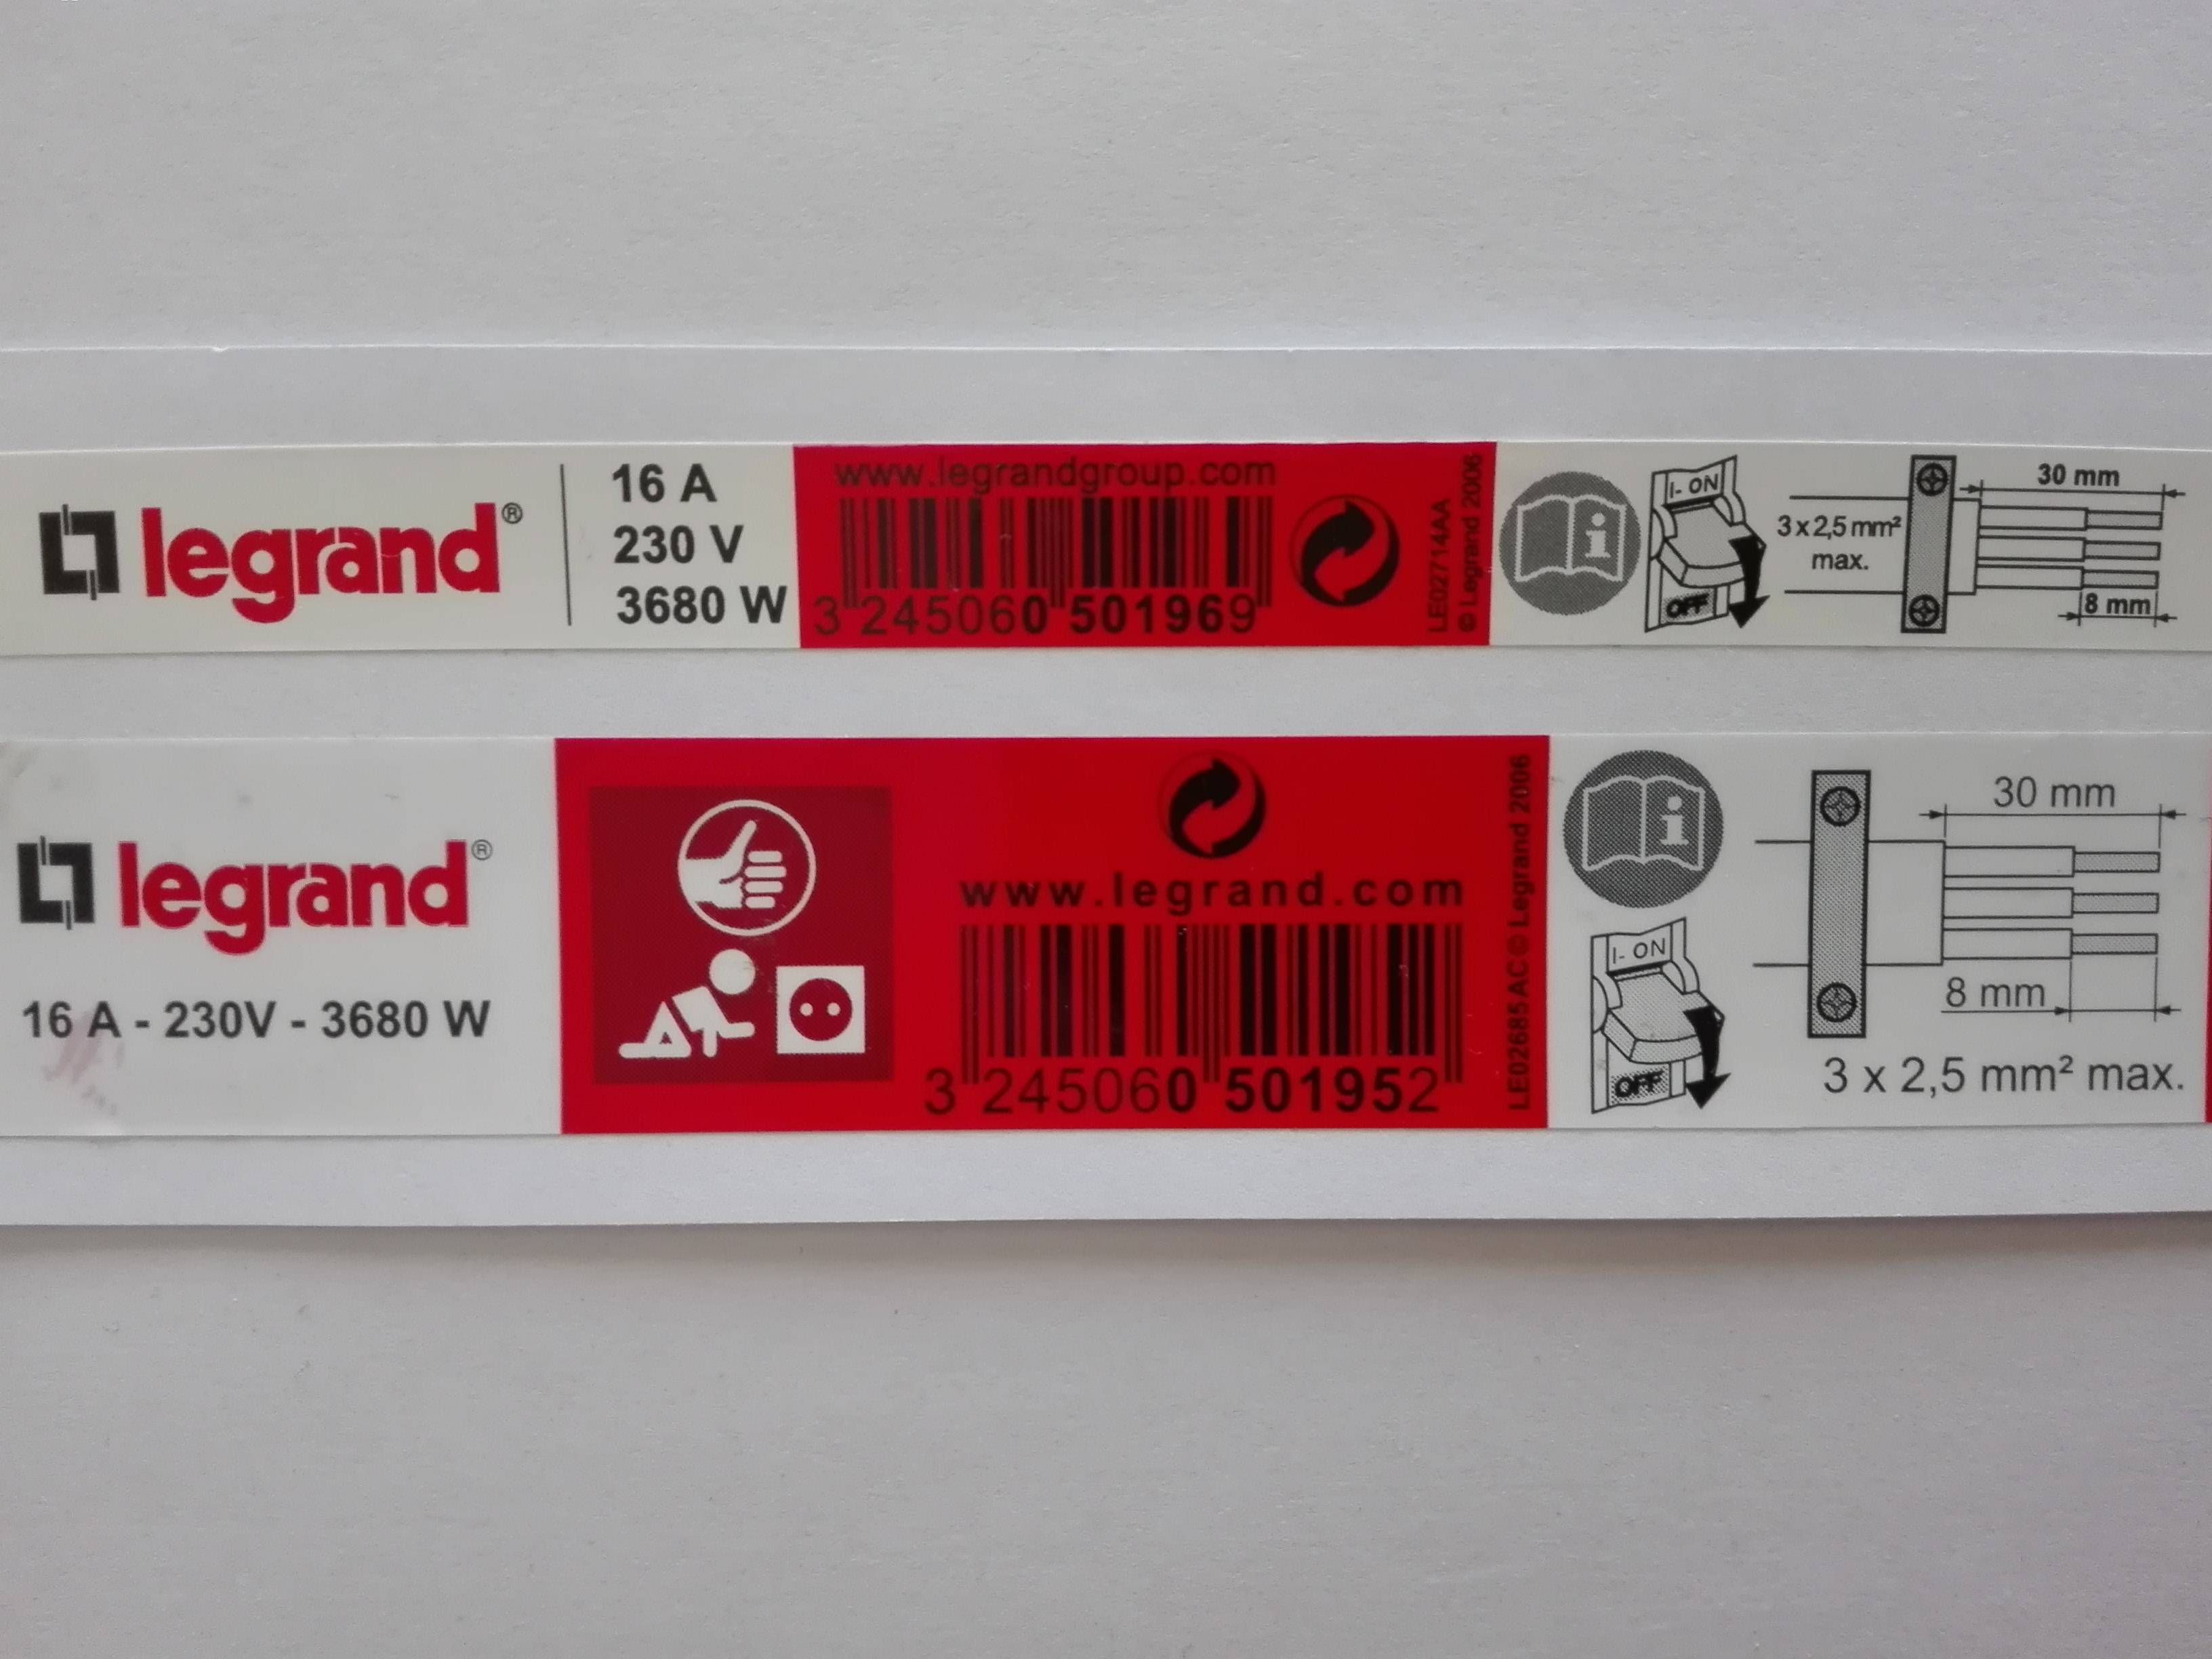 legrand®
16 A
230 V
3680 W
www.legrandgroup.com
3 245060 501969
LE02714AA
© Legrand 2006
i
I- ON
OFF
3 x 2,5 mm²
max.
30 mm
8 mm
legrand®
16 A - 230V - 3680 W
www.legrand.com
3 245060 501952
LE02685 AC © Legrand 2006
i
I- ON
OFF
30 mm
8 mm
3 x 2,5 mm² max.